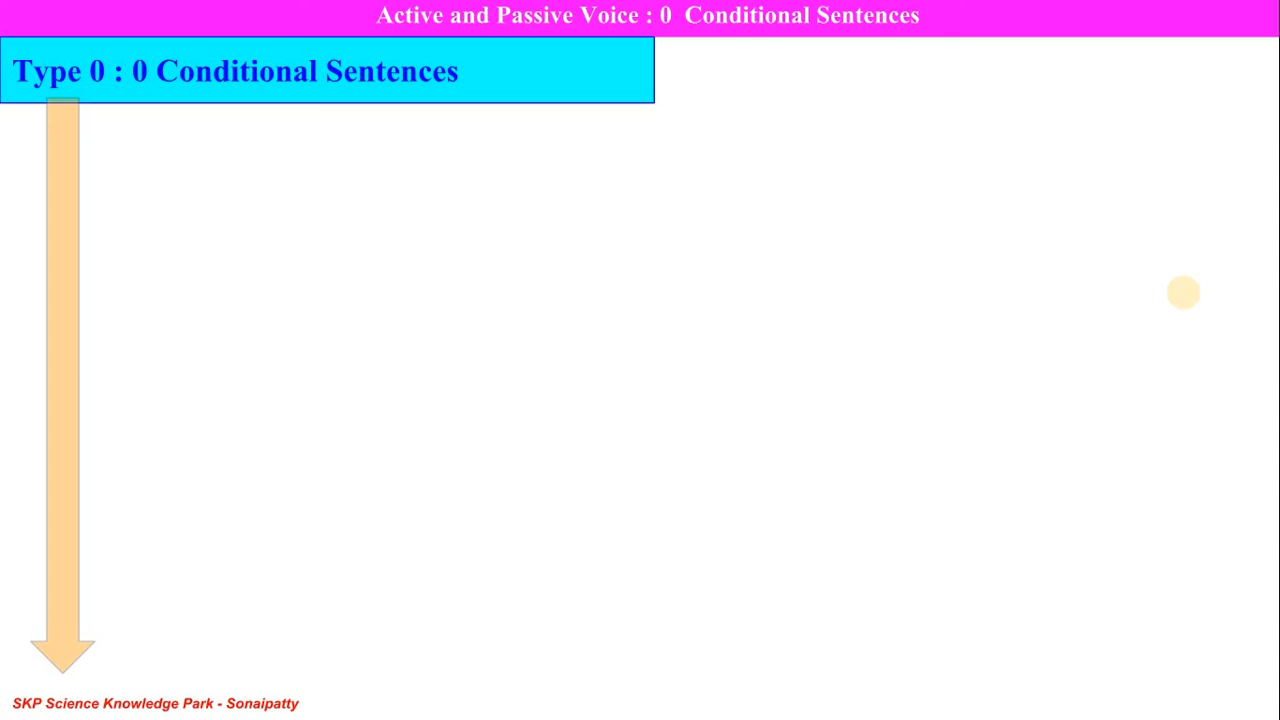 Active and Passive Voice : 0  Conditional Sentences
Type 0 : 0 Conditional Sentences
SKP Science Knowledge Park - Sonaipatty